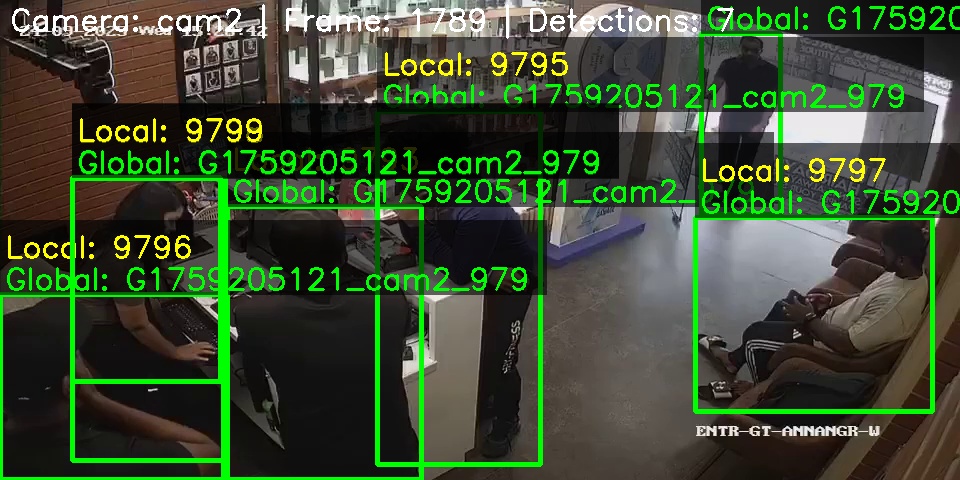 Camera: cam2 | Frame: 1789 | Detections: 7
Global: G175920
Local: 9795
Global: G1759205121_cam2_979
Local: 9799
Global: G1759205121_cam2_979
Local: 9797
Global: G1759205121_cam2_
Global: G175920
Local: 9796
Global: G1759205121_cam2_979
ENTR-GT-ANNANGR-W